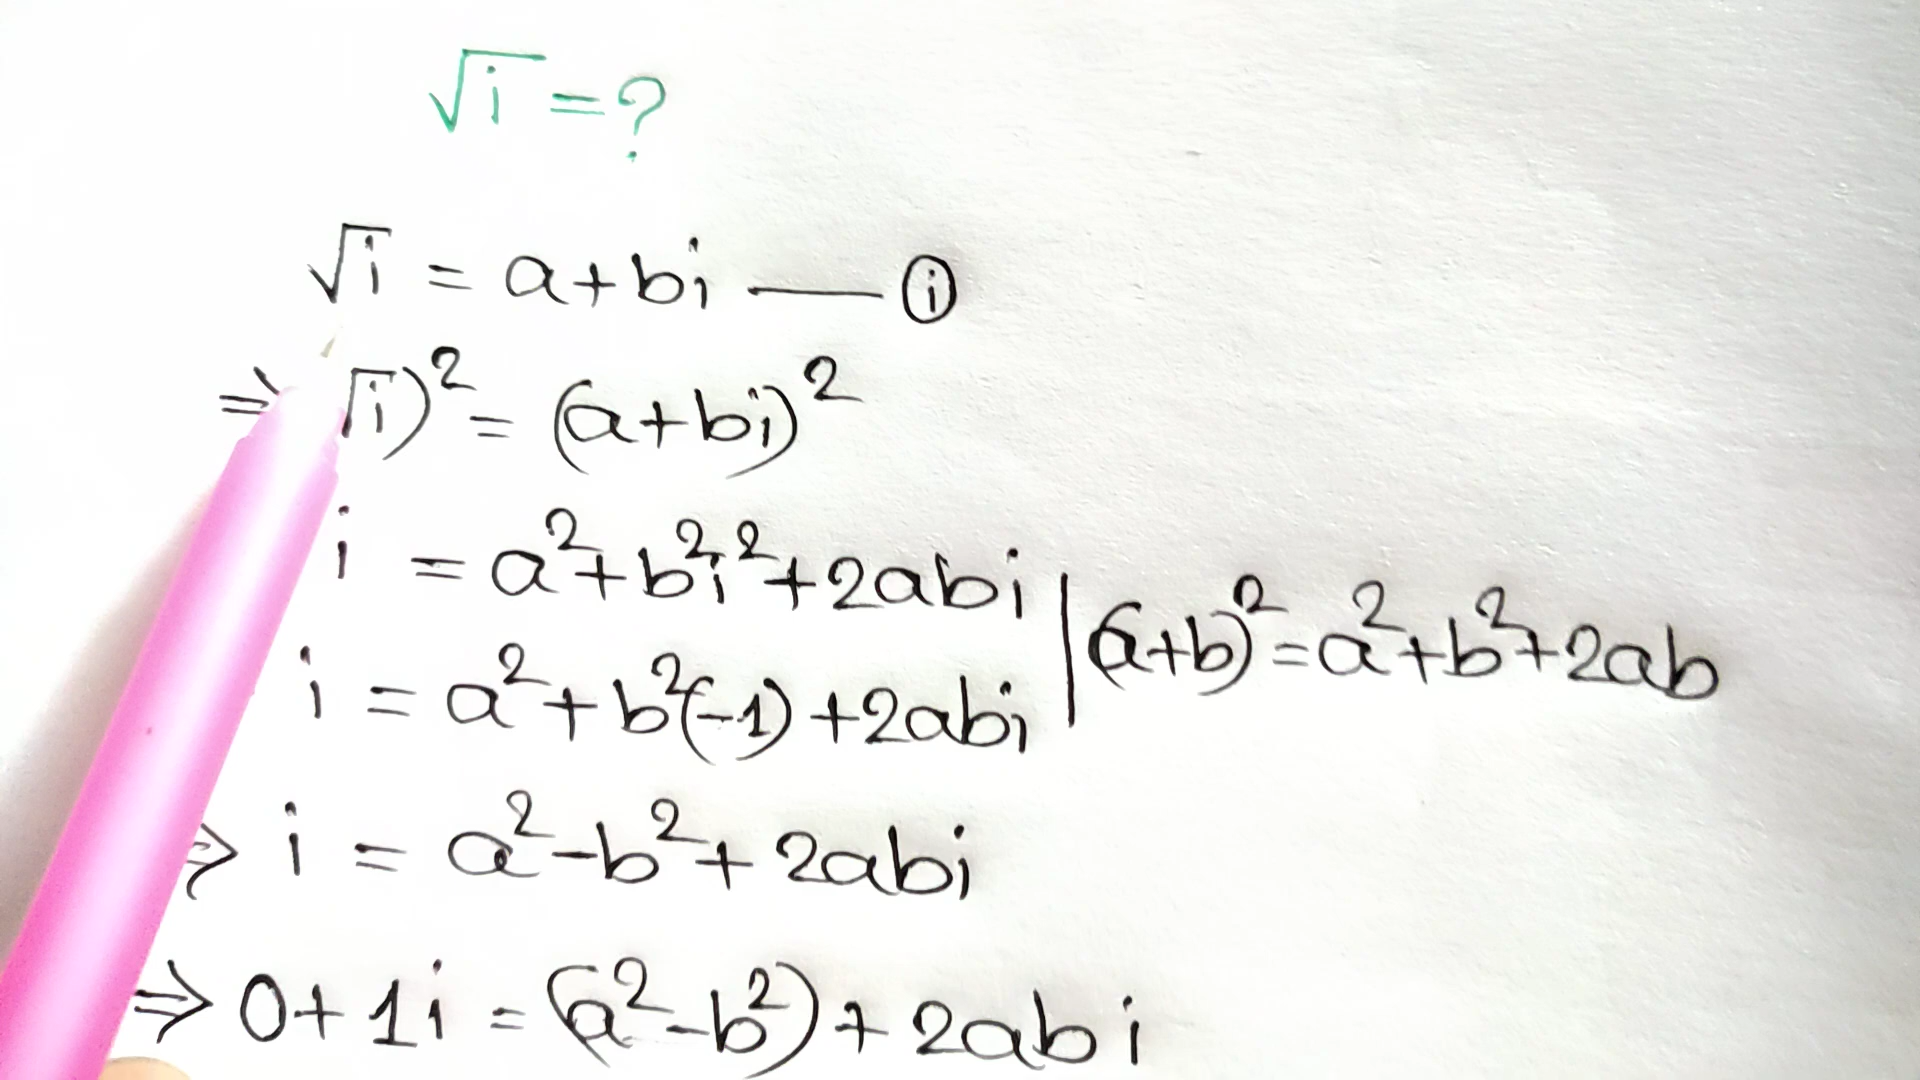 √i = ?
√i = a+bi —— ⓘ
⇒ √i)² = (a+bi)²
i = a²+b²i²+2abi
(a+b)²=a²+b²+2ab
i = a²+b²(-1)+2abi
⇒ i = a²-b²+2abi
⇒ 0+1i = (a²-b²)+2abi